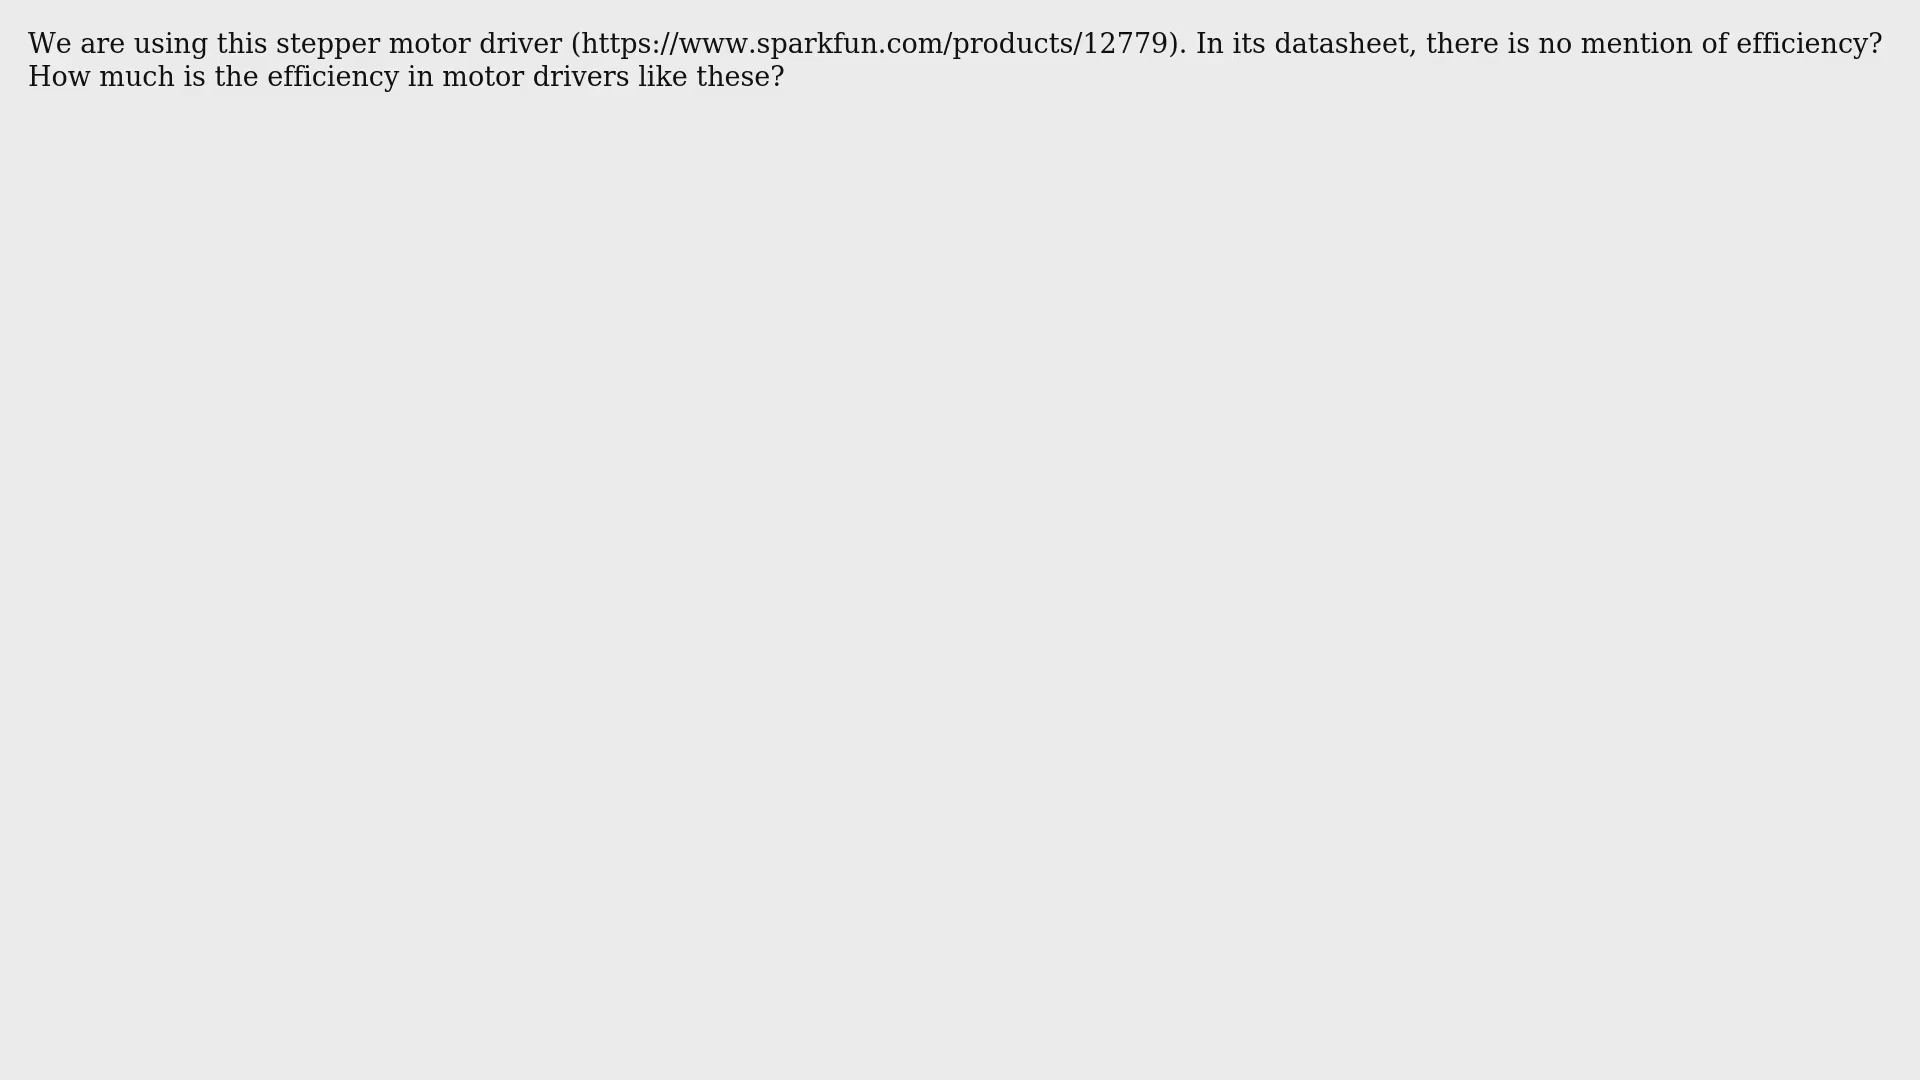 We are using this stepper motor driver (https://www.sparkfun.com/products/12779). In its datasheet, there is no mention of efficiency?
How much is the efficiency in motor drivers like these?